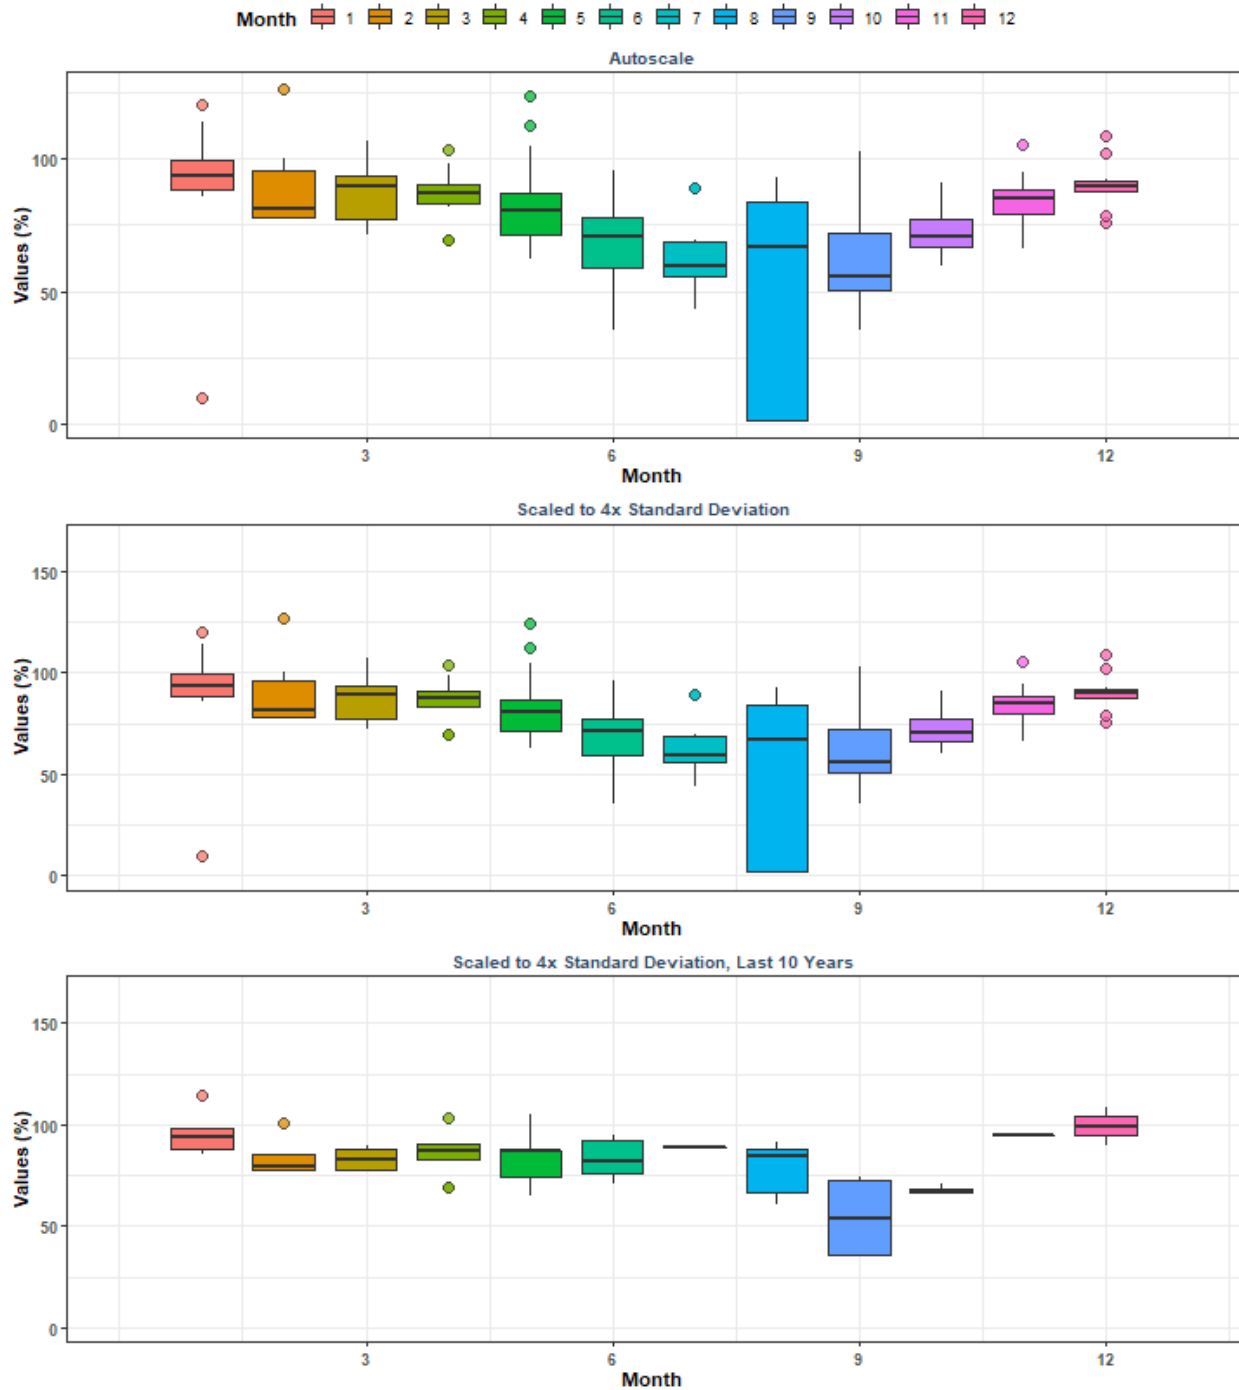 Month 1 2 3 4 5 6 7 8 9 10 11 12
Autoscale
Values (%)
100
50
0
3 6 9 12
Month
Scaled to 4x Standard Deviation
Values (%)
150
100
50
0
3 6 9 12
Month
Scaled to 4x Standard Deviation, Last 10 Years
Values (%)
150
100
50
0
3 6 9 12
Month